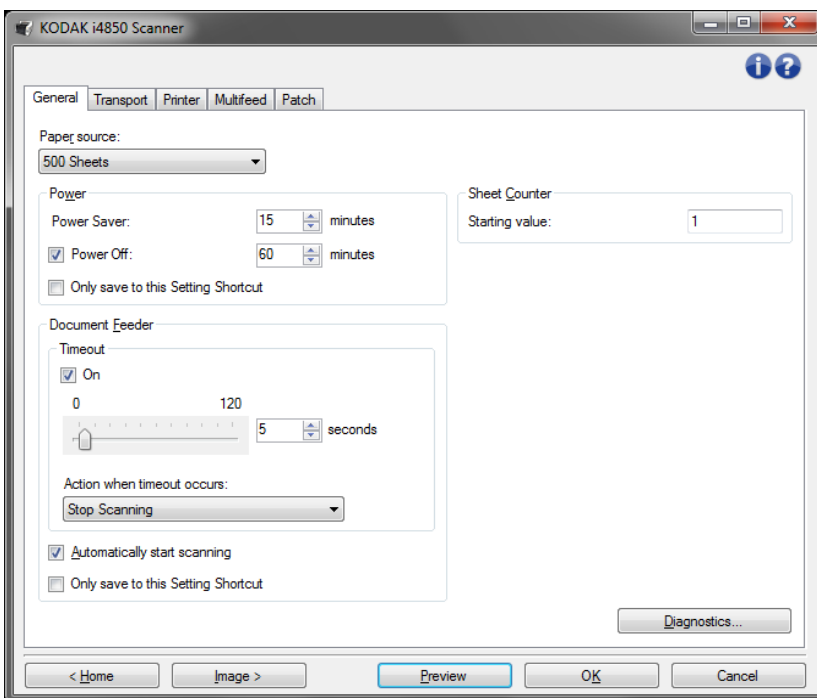 KODAK i4850 Scanner
General Transport Printer Multifeed Patch
Paper source:
500 Sheets
Power
Power Saver: 15 minutes
Power Off: 60 minutes
Only save to this Setting Shortcut
Sheet Counter
Starting value: 1
Document Feeder
Timeout
On
0 120
5 seconds
Action when timeout occurs:
Stop Scanning
Automatically start scanning
Only save to this Setting Shortcut
Diagnostics...
< Home Image > Preview OK Cancel